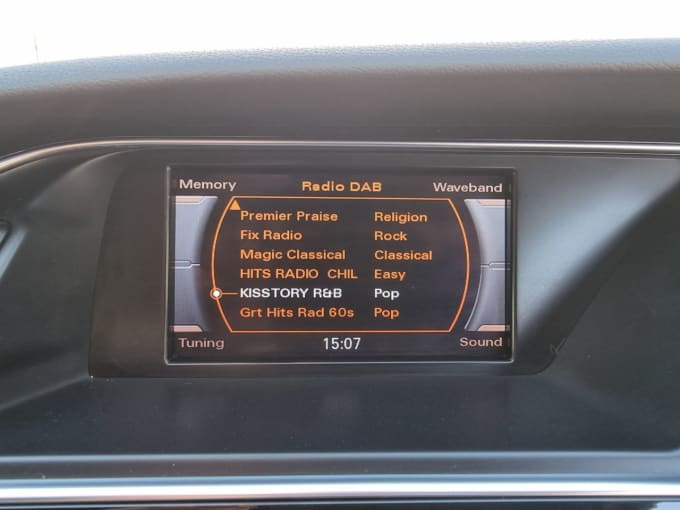 Memory Radio DAB Waveband
Premier Praise Religion
Fix Radio Rock
Magic Classical Classical
HITS RADIO CHIL Easy
KISSTORY R&B Pop
Grt Hits Rad 60s Pop
Tuning 15:07 Sound